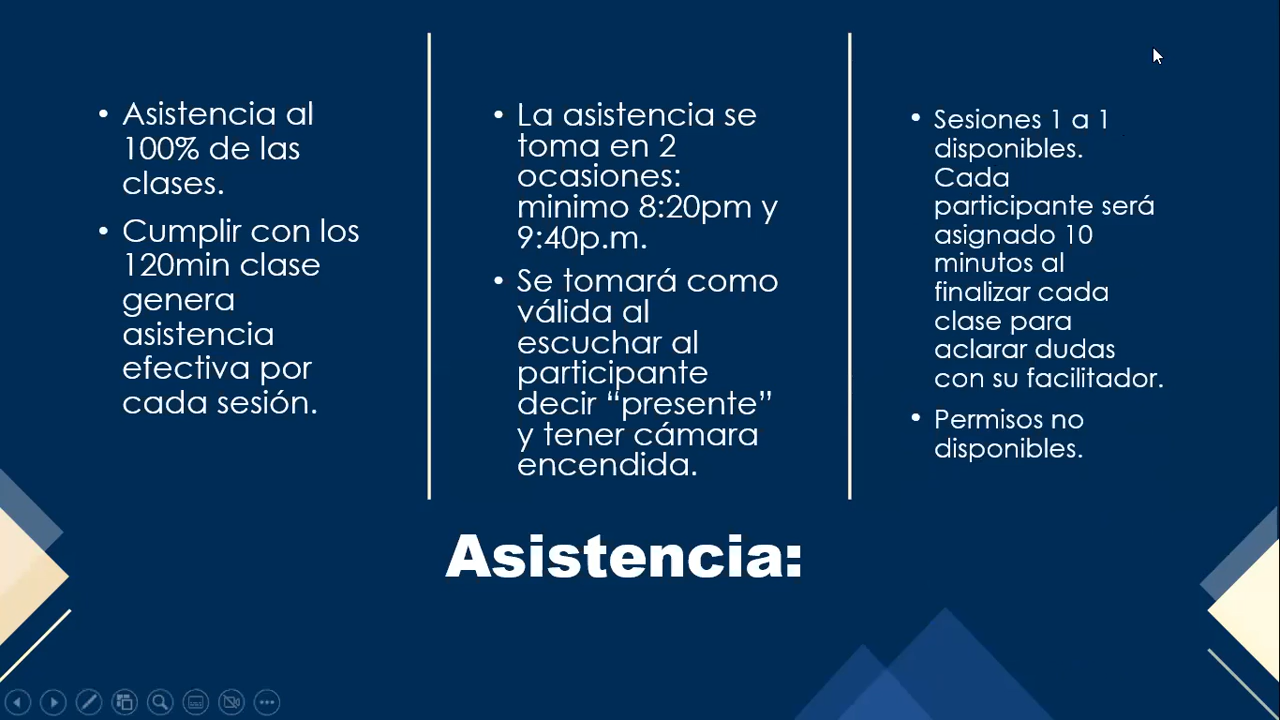 • Asistencia al
100% de las
clases.
• Cumplir con los
120min clase
genera
asistencia
efectiva por
cada sesión.
• La asistencia se
toma en 2
ocasiones:
minimo 8:20pm y
9:40p.m.
• Se tomará como
válida al
escuchar al
participante
decir “presente”
y tener cámara
encendida.
• Sesiones 1 a 1
disponibles.
Cada
participante será
asignado 10
minutos al
finalizar cada
clase para
aclarar dudas
con su facilitador.
• Permisos no
disponibles.
Asistencia: